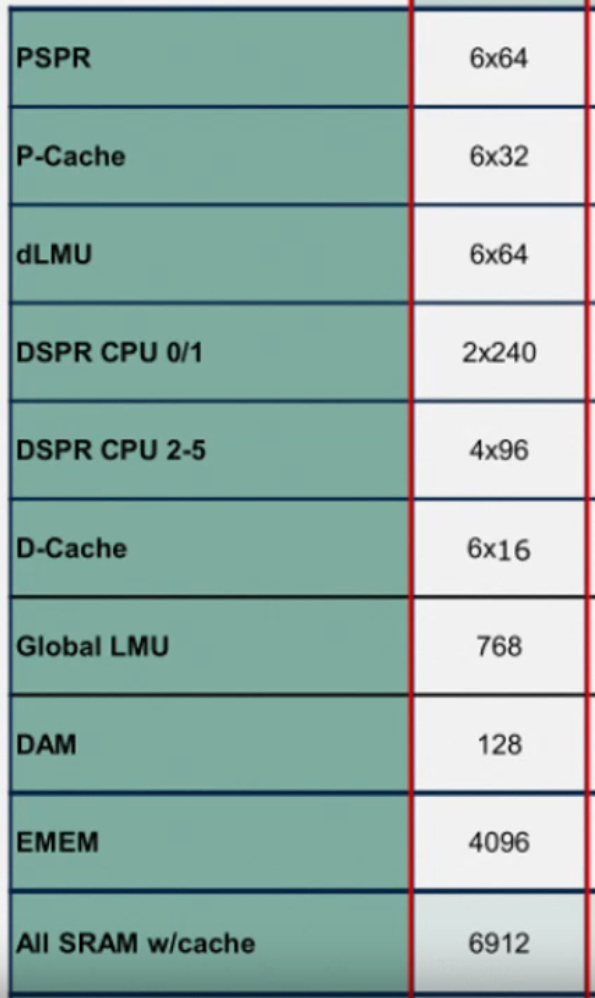 PSPR 6x64
P-Cache 6x32
dLMU 6x64
DSPR CPU 0/1 2x240
DSPR CPU 2-5 4x96
D-Cache 6x16
Global LMU 768
DAM 128
EMEM 4096
All SRAM w/cache 6912